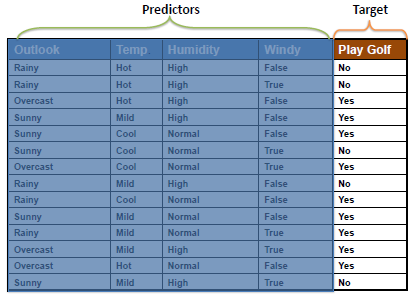 Predictors Target
Outlook Temp Humidity Windy Play Golf
Rainy Hot High False No
Rainy Hot High True No
Overcast Hot High False Yes
Sunny Mild High False Yes
Sunny Cool Normal False Yes
Sunny Cool Normal True No
Overcast Cool Normal True Yes
Rainy Mild High False No
Rainy Cool Normal False Yes
Sunny Mild Normal False Yes
Rainy Mild Normal True Yes
Overcast Mild High True Yes
Overcast Hot Normal False Yes
Sunny Mild High True No